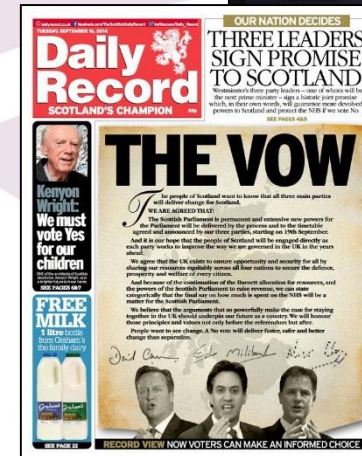 dailyrecord.co.uk
facebook.com/TheScottishDailyRecord
twitter.com/Daily_Record
TUESDAY, SEPTEMBER 16, 2014
Daily
Record
SCOTLAND'S CHAMPION
OUR NATION DECIDES
THREE LEADERS
SIGN PROMISE
TO SCOTLAND
Westminster's three party leaders – one of whom will be
the next prime minister – sign a historic joint promise
which, in their own words, will guarantee more devolved
powers to Scotland and protect the NHS if we vote No
SEE PAGES 4&5
Kenyon
Wright:
We must
vote Yes
for our
children
SEE PAGES 6&7
FREE
MILK
1 litre bottle
from Graham's
the family dairy
Graham's
Graham's
SEE PAGE 22
THE VOW
The people of Scotland want to know that all three main parties
will deliver change for Scotland.
WE ARE AGREED THAT:
The Scottish Parliament is permanent and extensive new powers for
the Parliament will be delivered by the process and to the timetable
agreed and announced by our three parties, starting on 19th September.
And it is our hope that the people of Scotland will be engaged directly as
each party works to improve the way we are governed in the UK in the years
ahead.
We agree that the UK exists to ensure opportunity and security for all by
sharing our resources equitably across all four nations to secure the defence,
prosperity and welfare of every citizen.
And because of the continuation of the Barnett allocation for resources, and
the powers of the Scottish Parliament to raise revenue, we can state
categorically that the final say on how much is spent on the NHS will be a
matter for the Scottish Parliament.
We believe that the arguments that so powerfully make the case for staying
together in the UK should underpin our future as a country. We will honour
those principles and values not only before the referendum but after.
People want to see change. A No vote will deliver faster, safer and better
change than separation.
RECORD VIEW NOW VOTERS CAN MAKE AN INFORMED CHOICE